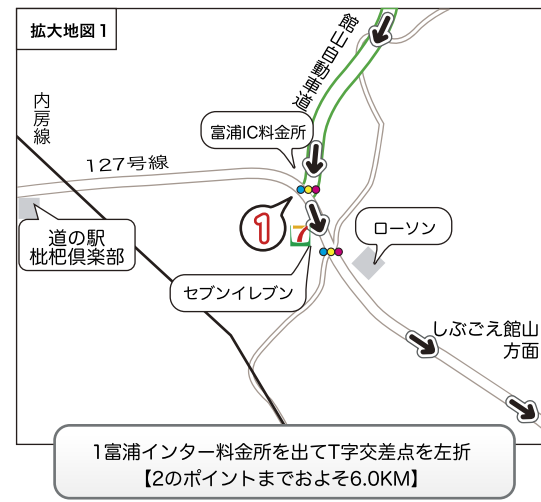 拡大地図1
館山自動車道
内房線
富浦IC料金所
127号線
1
7
ローソン
道の駅
枇杷倶楽部
セブンイレブン
しぶごえ館山
方面
1富浦インター料金所を出てT字交差点を左折
【2のポイントまでおよそ6.0KM】